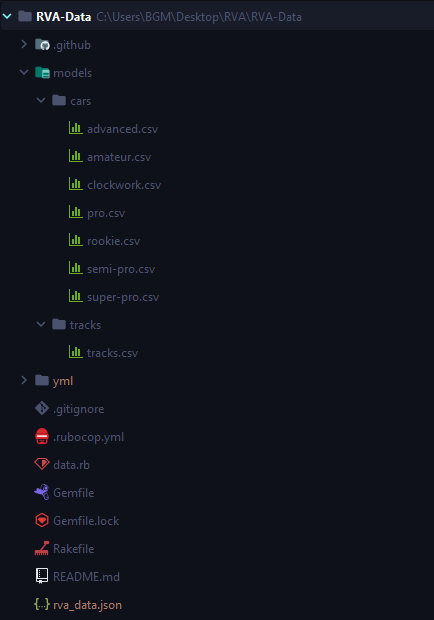 RVA-Data C:\Users\BGM\Desktop\RVA\RVA-Data
.github
models
cars
advanced.csv
amateur.csv
clockwork.csv
pro.csv
rookie.csv
semi-pro.csv
super-pro.csv
tracks
tracks.csv
yml
.gitignore
.rubocop.yml
data.rb
Gemfile
Gemfile.lock
Rakefile
README.md
rva_data.json